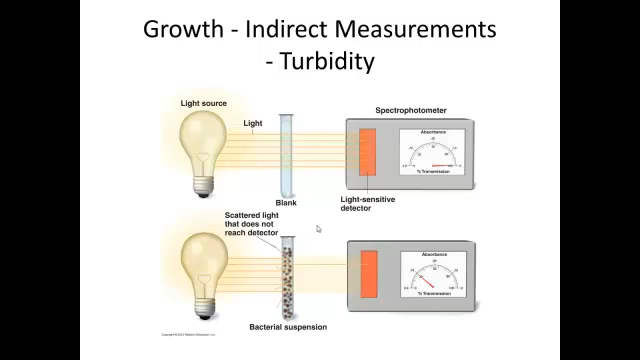 Growth - Indirect Measurements
- Turbidity
Light source
Light
Spectrophotometer
Absorbance
% Transmission
Blank
Light-sensitive
detector
Scattered light
that does not
reach detector
Absorbance
% Transmission
Bacterial suspension